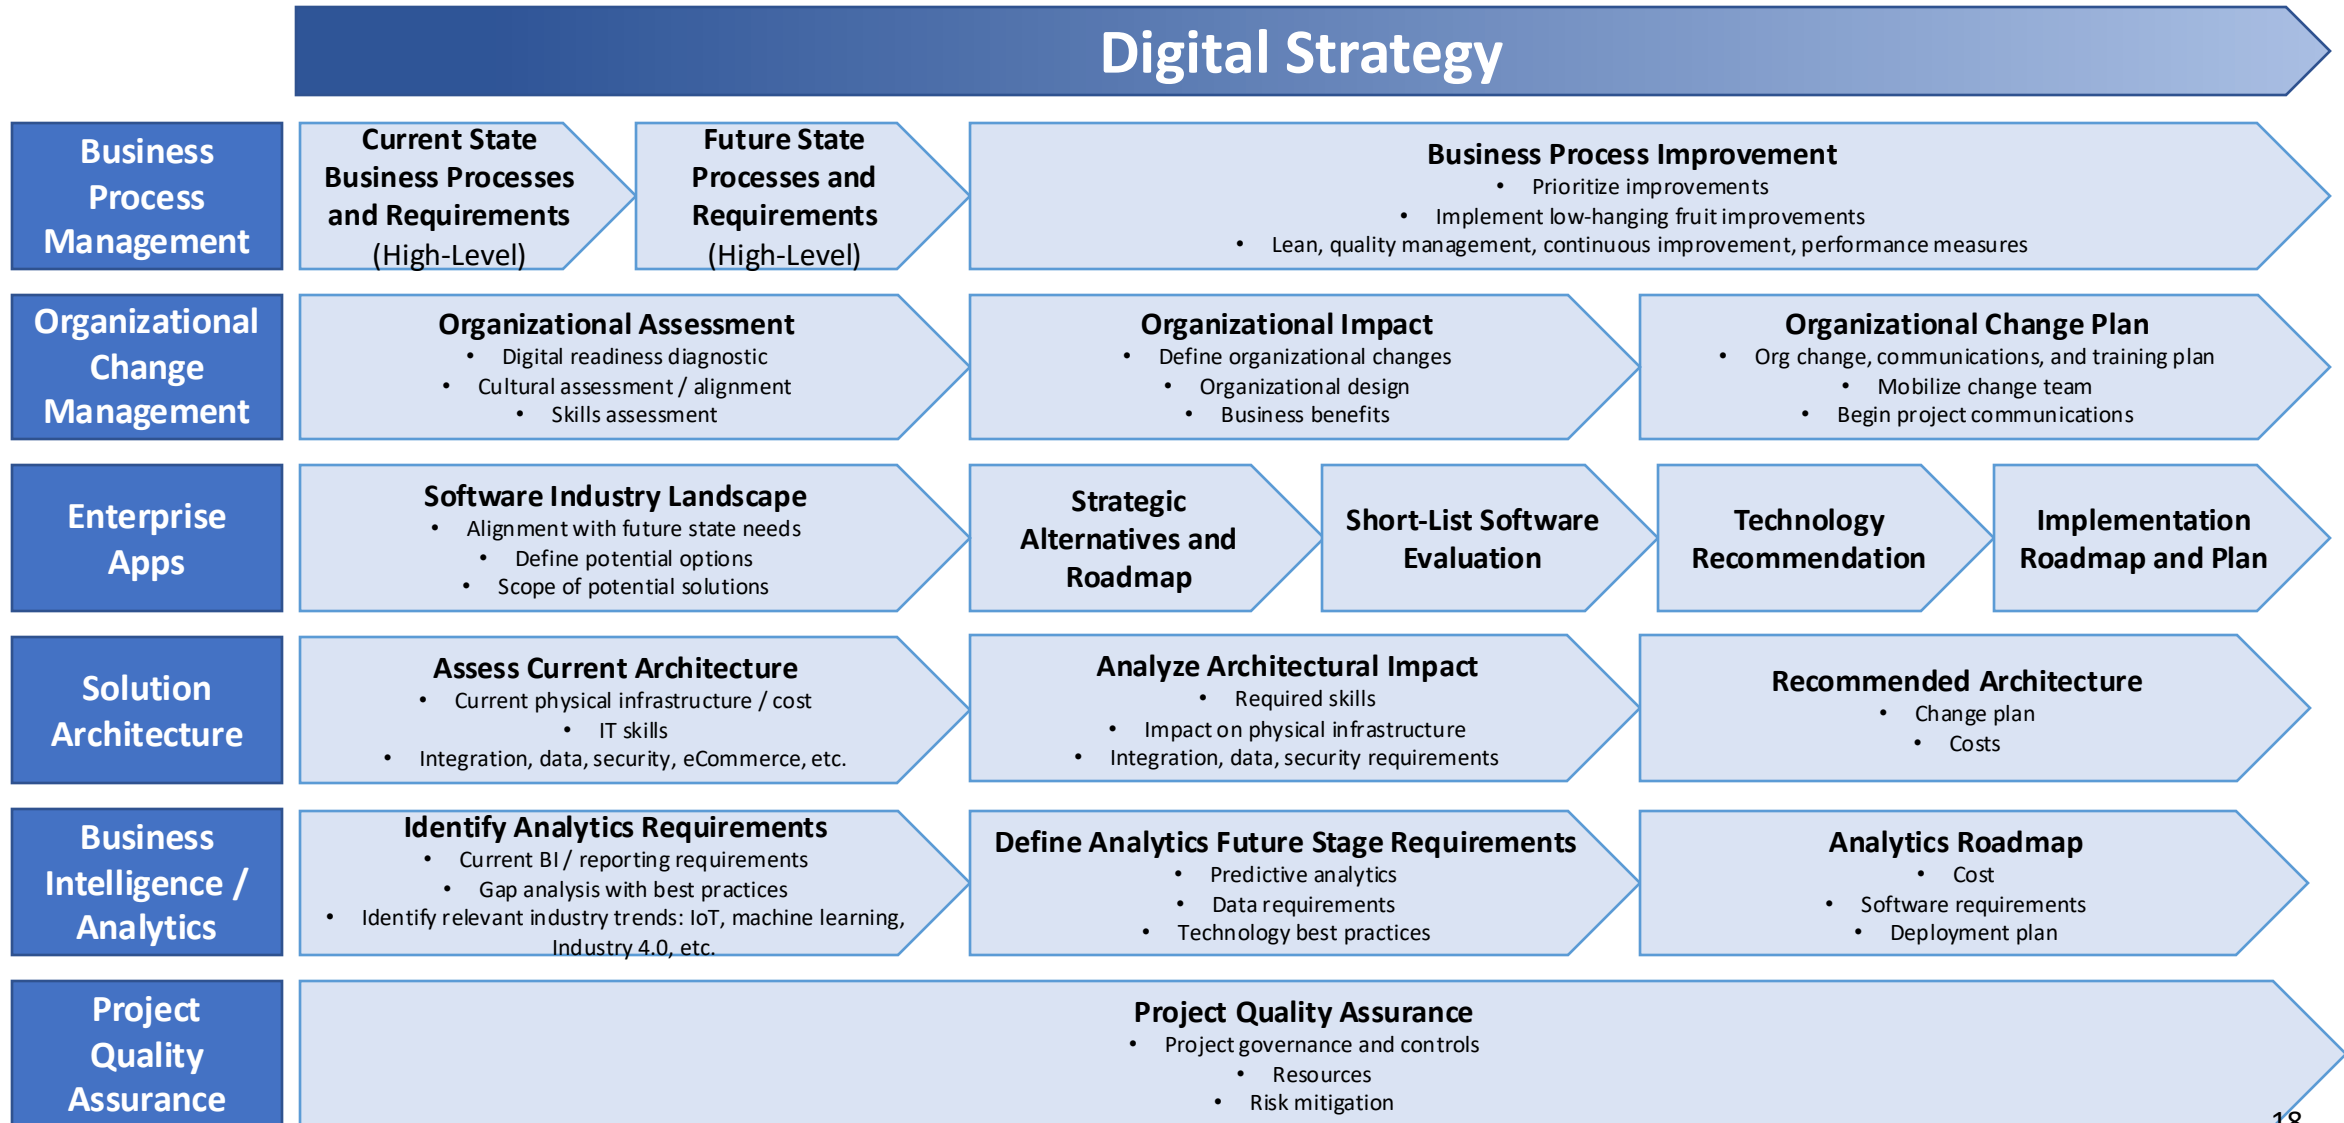 Digital Strategy
Business
Process
Management
Current State
Business Processes
and Requirements
(High-Level)
Future State
Processes and
Requirements
(High-Level)
Business Process Improvement
• Prioritize improvements
• Implement low-hanging fruit improvements
• Lean, quality management, continuous improvement, performance measures
Organizational
Change
Management
Organizational Assessment
• Digital readiness diagnostic
• Cultural assessment / alignment
• Skills assessment
Organizational Impact
• Define organizational changes
• Organizational design
• Business benefits
Organizational Change Plan
• Org change, communications, and training plan
• Mobilize change team
• Begin project communications
Enterprise
Apps
Software Industry Landscape
• Alignment with future state needs
• Define potential options
• Scope of potential solutions
Strategic
Alternatives and
Roadmap
Short-List Software
Evaluation
Technology
Recommendation
Implementation
Roadmap and Plan
Solution
Architecture
Assess Current Architecture
• Current physical infrastructure / cost
• IT skills
• Integration, data, security, eCommerce, etc.
Analyze Architectural Impact
• Required skills
• Impact on physical infrastructure
• Integration, data, security requirements
Recommended Architecture
• Change plan
• Costs
Business
Intelligence /
Analytics
Identify Analytics Requirements
• Current BI / reporting requirements
• Gap analysis with best practices
• Identify relevant industry trends: IoT, machine learning,
Industry 4.0, etc.
Define Analytics Future Stage Requirements
• Predictive analytics
• Data requirements
• Technology best practices
Analytics Roadmap
• Cost
• Software requirements
• Deployment plan
Project
Quality
Assurance
Project Quality Assurance
• Project governance and controls
• Resources
• Risk mitigation
18